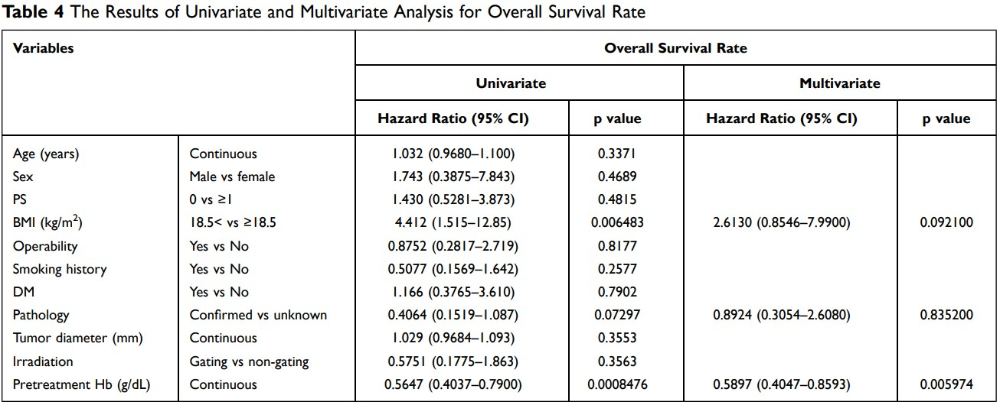 Table 4 The Results of Univariate and Multivariate Analysis for Overall Survival Rate
Variables Overall Survival Rate
Univariate Multivariate
Hazard Ratio (95% CI) p value Hazard Ratio (95% CI) p value
Age (years) Continuous 1.032 (0.9680–1.100) 0.3371
Sex Male vs female 1.743 (0.3875–7.843) 0.4689
PS 0 vs ≥1 1.430 (0.5281–3.873) 0.4815
BMI (kg/m²) 18.5< vs ≥18.5 4.412 (1.515–12.85) 0.006483 2.6130 (0.8546–7.9900) 0.092100
Operability Yes vs No 0.8752 (0.2817–2.719) 0.8177
Smoking history Yes vs No 0.5077 (0.1569–1.642) 0.2577
DM Yes vs No 1.166 (0.3765–3.610) 0.7902
Pathology Confirmed vs unknown 0.4064 (0.1519–1.087) 0.07297 0.8924 (0.3054–2.6080) 0.835200
Tumor diameter (mm) Continuous 1.029 (0.9684–1.093) 0.3553
Irradiation Gating vs non-gating 0.5751 (0.1775–1.863) 0.3563
Pretreatment Hb (g/dL) Continuous 0.5647 (0.4037–0.7900) 0.0008476 0.5897 (0.4047–0.8593) 0.005974